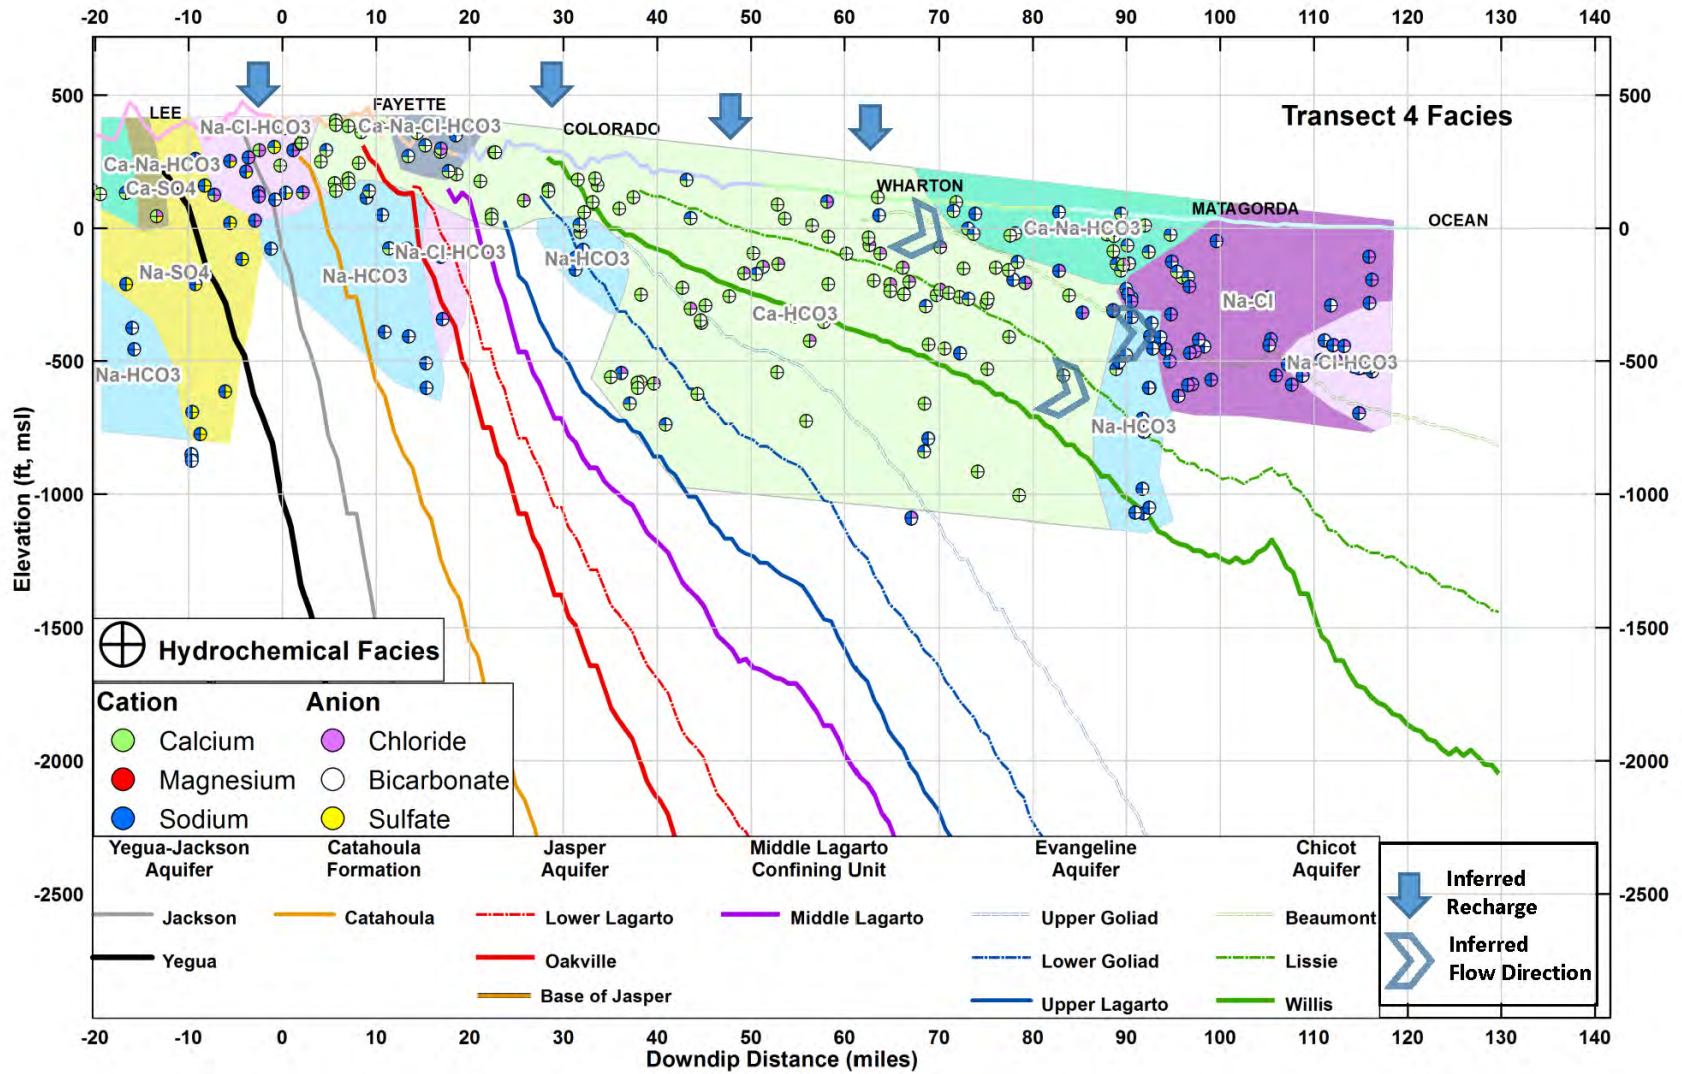 -20 -10 0 10 20 30 40 50 60 70 80 90 100 110 120 130 140
500 500
Transect 4 Facies
LEE FAYETTE COLORADO WHARTON MATAGORDA OCEAN
Na-Cl-HCO3 Ca-Na-Cl-HCO3
Ca-Na-HCO3
Ca-SO4
0 0
Ca-Na-HCO3
Na-Cl-HCO3
Na-SO4 Na-HCO3 Na-HCO3
Na-Cl
Ca-HCO3
-500 -500
Na-HCO3
Na-Cl-HCO3
Na-HCO3
Elevation (ft, msl)
-1000 -1000
-1500 -1500
Hydrochemical Facies
Cation Anion
Calcium Chloride
Magnesium Bicarbonate
Sodium Sulfate
-2000 -2000
Yegua-Jackson
Aquifer
Catahoula
Formation
Jasper
Aquifer
Middle Lagarto
Confining Unit
Evangeline
Aquifer
Chicot
Aquifer
-2500 -2500
Jackson Catahoula Lower Lagarto Middle Lagarto Upper Goliad Beaumont
Yegua Oakville Lower Goliad Lissie
Base of Jasper Upper Lagarto Willis
Inferred
Recharge
Inferred
Flow Direction
-20 -10 0 10 20 30 40 50 60 70 80 90 100 110 120 130 140
Downdip Distance (miles)